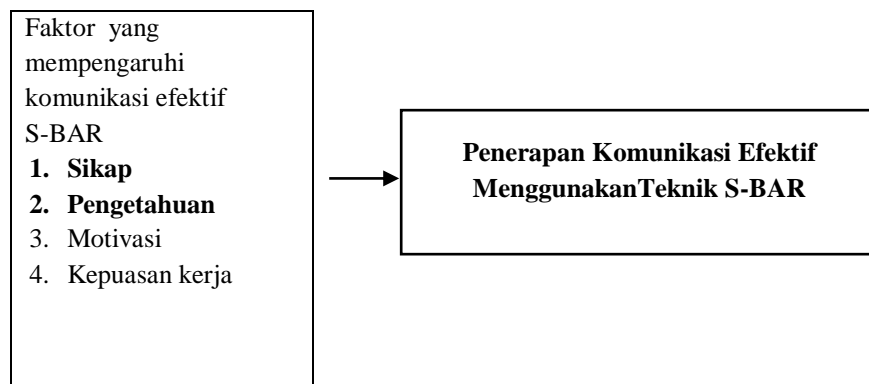 Faktor yang
mempengaruhi
komunikasi efektif
S-BAR
1. Sikap
2. Pengetahuan
3. Motivasi
4. Kepuasan kerja
Penerapan Komunikasi Efektif
MenggunakanTeknik S-BAR